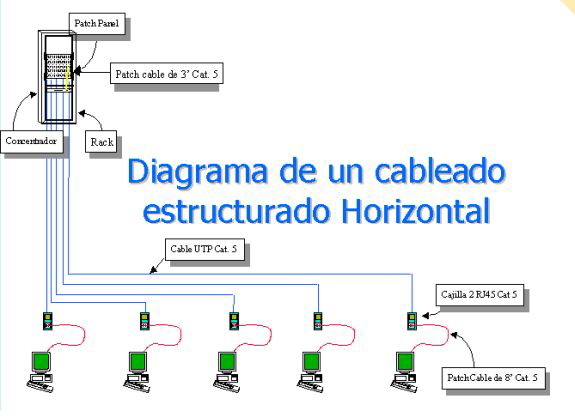 Patch Panel
Patch cable de 3' Cat. 5
Concentrador
Rack
Diagrama de un cableado
estructurado Horizontal
Cable UTP Cat. 5
Cajilla 2 RJ45 Cat 5
PatchCable de 8' Cat. 5